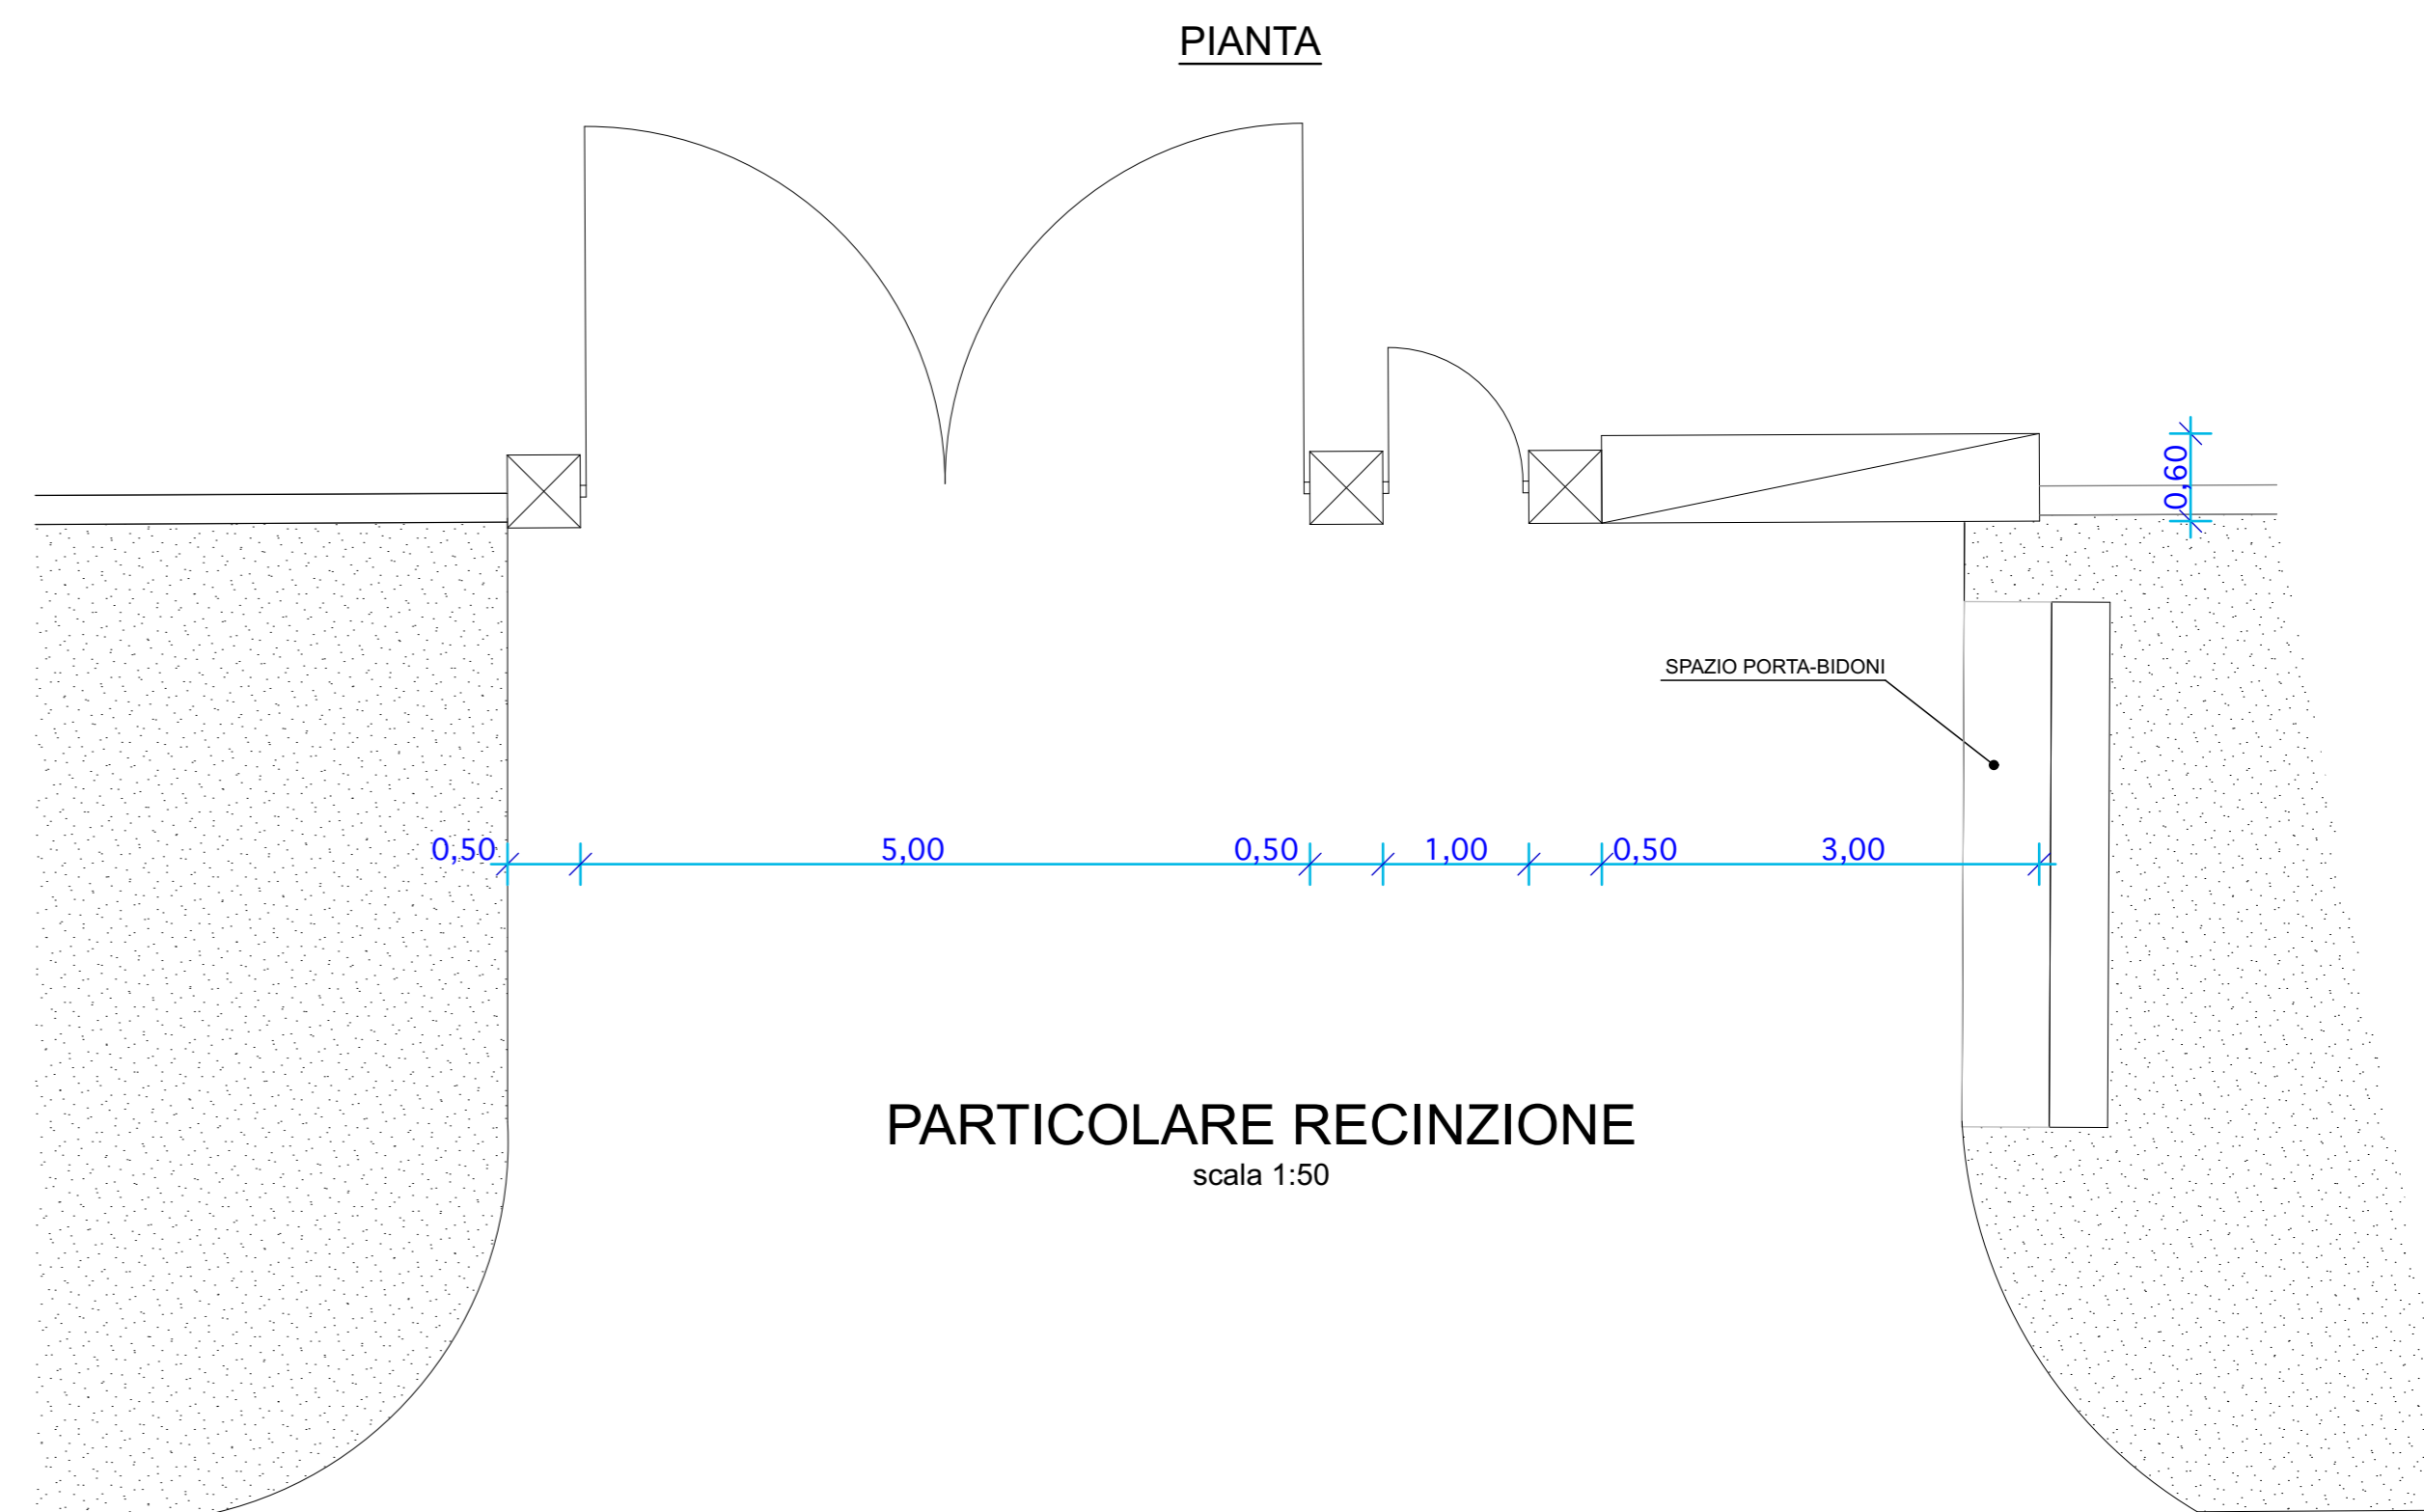 PIANTA
0,60
SPAZIO PORTA-BIDONI
0,50 5,00 0,50 1,00 0,50 3,00
PARTICOLARE RECINZIONE
scala 1:50